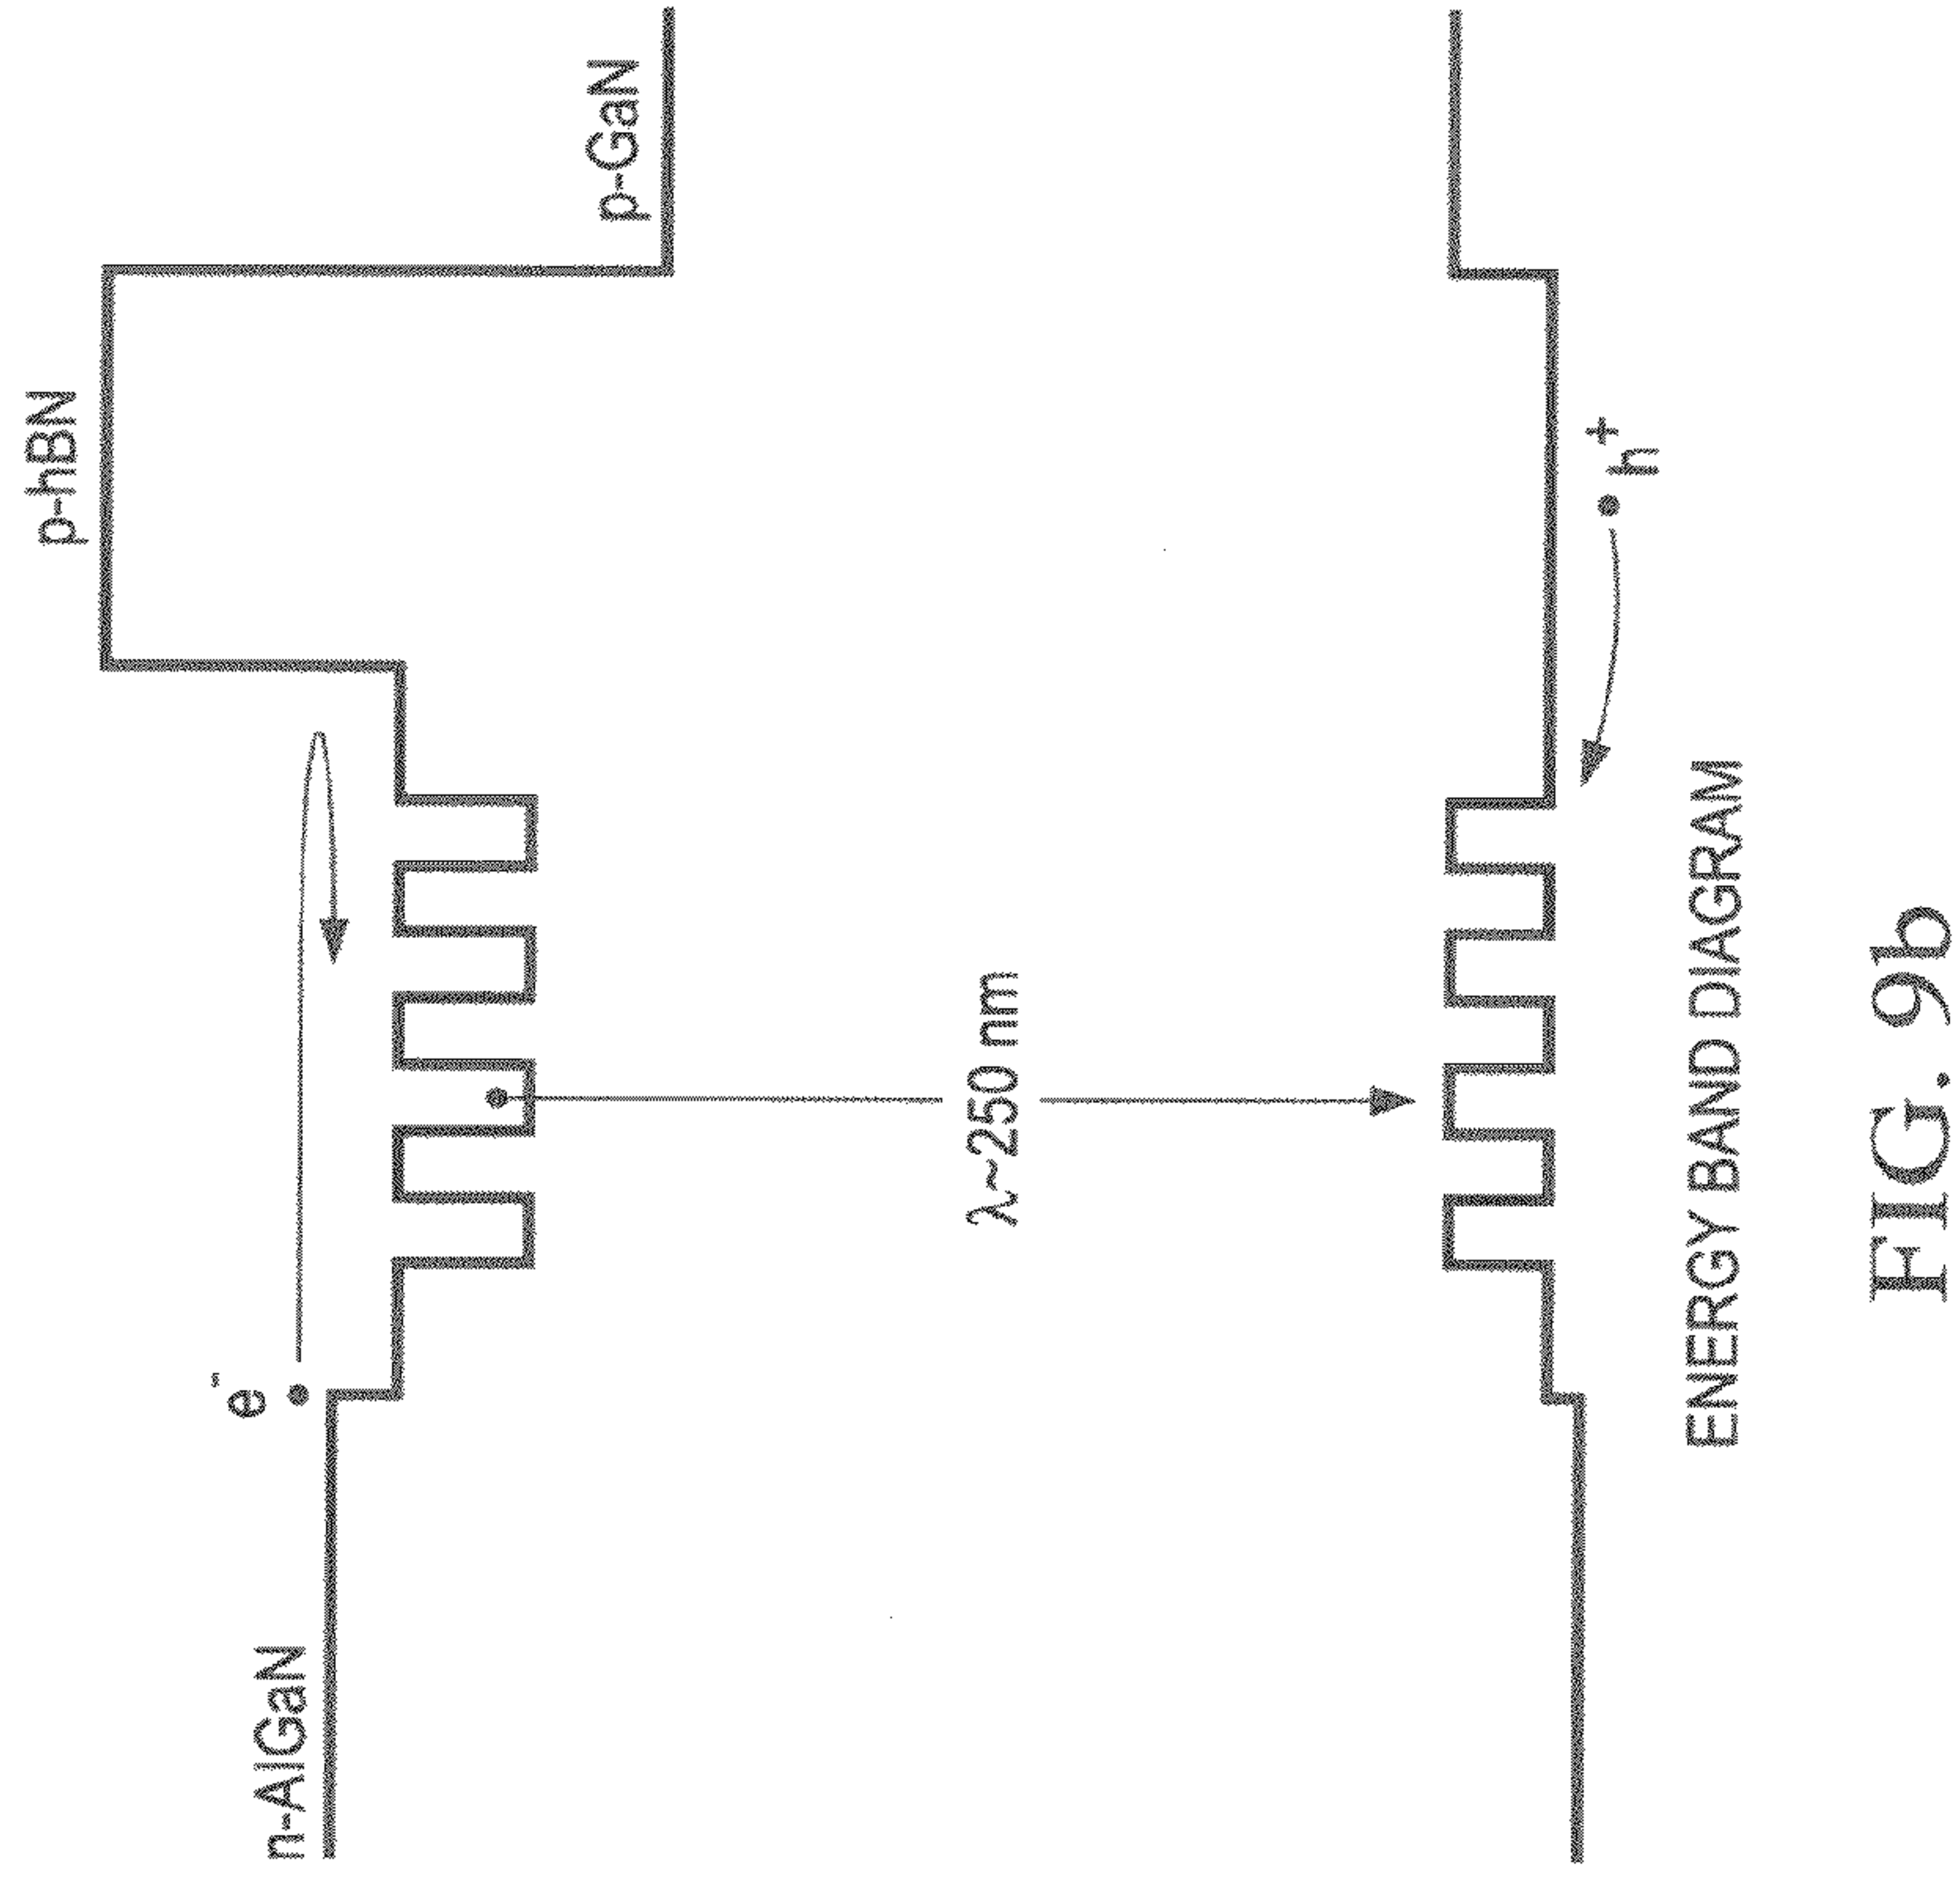 p-hBN
p-GaN
e-
n-AlGaN
λ~250 nm
h+
ENERGY BAND DIAGRAM
FIG. 9b